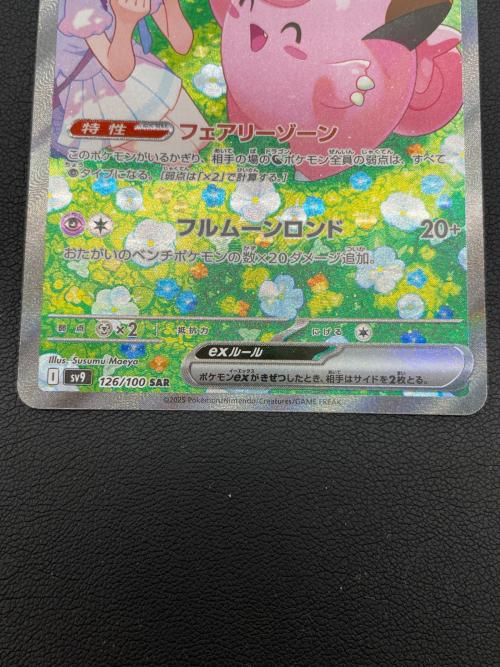 特性 フェアリーゾーン
このポケモンがいるかぎり、相手の場のポケモン全員の弱点は、すべて
タイプになる。[弱点は「×2」で計算する。]
フルムーンロンド 20+
おたがいのベンチポケモンの数×20ダメージ追加。
弱点 ×2 抵抗力 にげる
exルール
ポケモンexがきぜつしたとき、相手はサイドを2枚とる。
Illus. Susumu Maeya
I sv9 126/100 SAR
©2025 Pokémon/Nintendo/Creatures/GAME FREAK